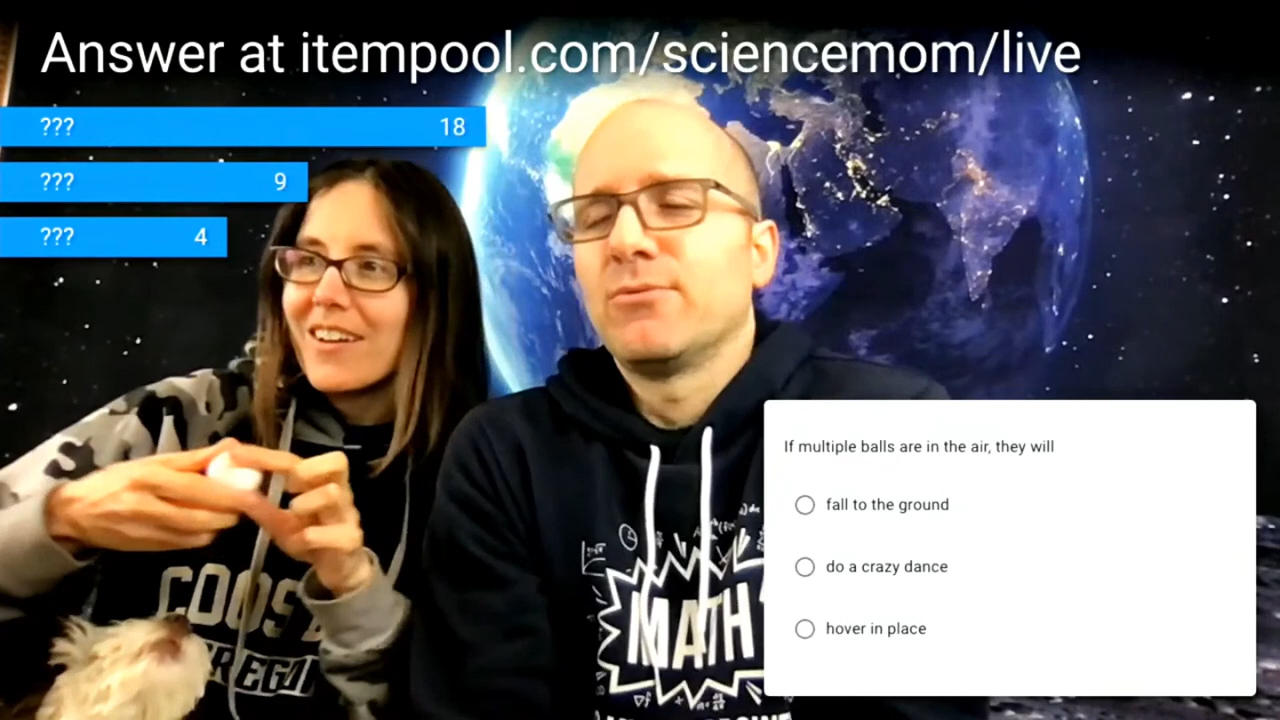 Answer at itempool.com/sciencemom/live
??? 18
??? 9
??? 4
If multiple balls are in the air, they will
fall to the ground
do a crazy dance
hover in place
MATH